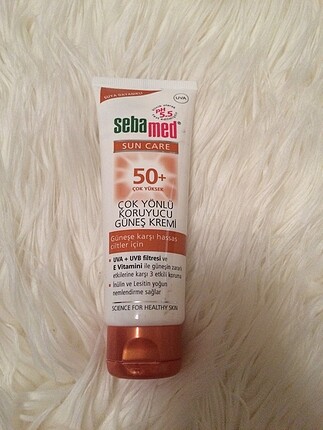 SUYA DAYANIKLI
UVA
pH
5.5
sebamed
SUN CARE
50+
ÇOK YÜKSEK
ÇOK YÖNLÜ
KORUYUCU
GÜNEŞ KREMİ
Güneşe karşı hassas
ciltler için
• UVA + UVB filtresi ve
E Vitamini ile güneşin zararlı
etkilerine karşı 3 etkili koruma
• İnülin ve Lesitin yoğun
nemlendirme sağlar
SCIENCE FOR HEALTHY SKIN